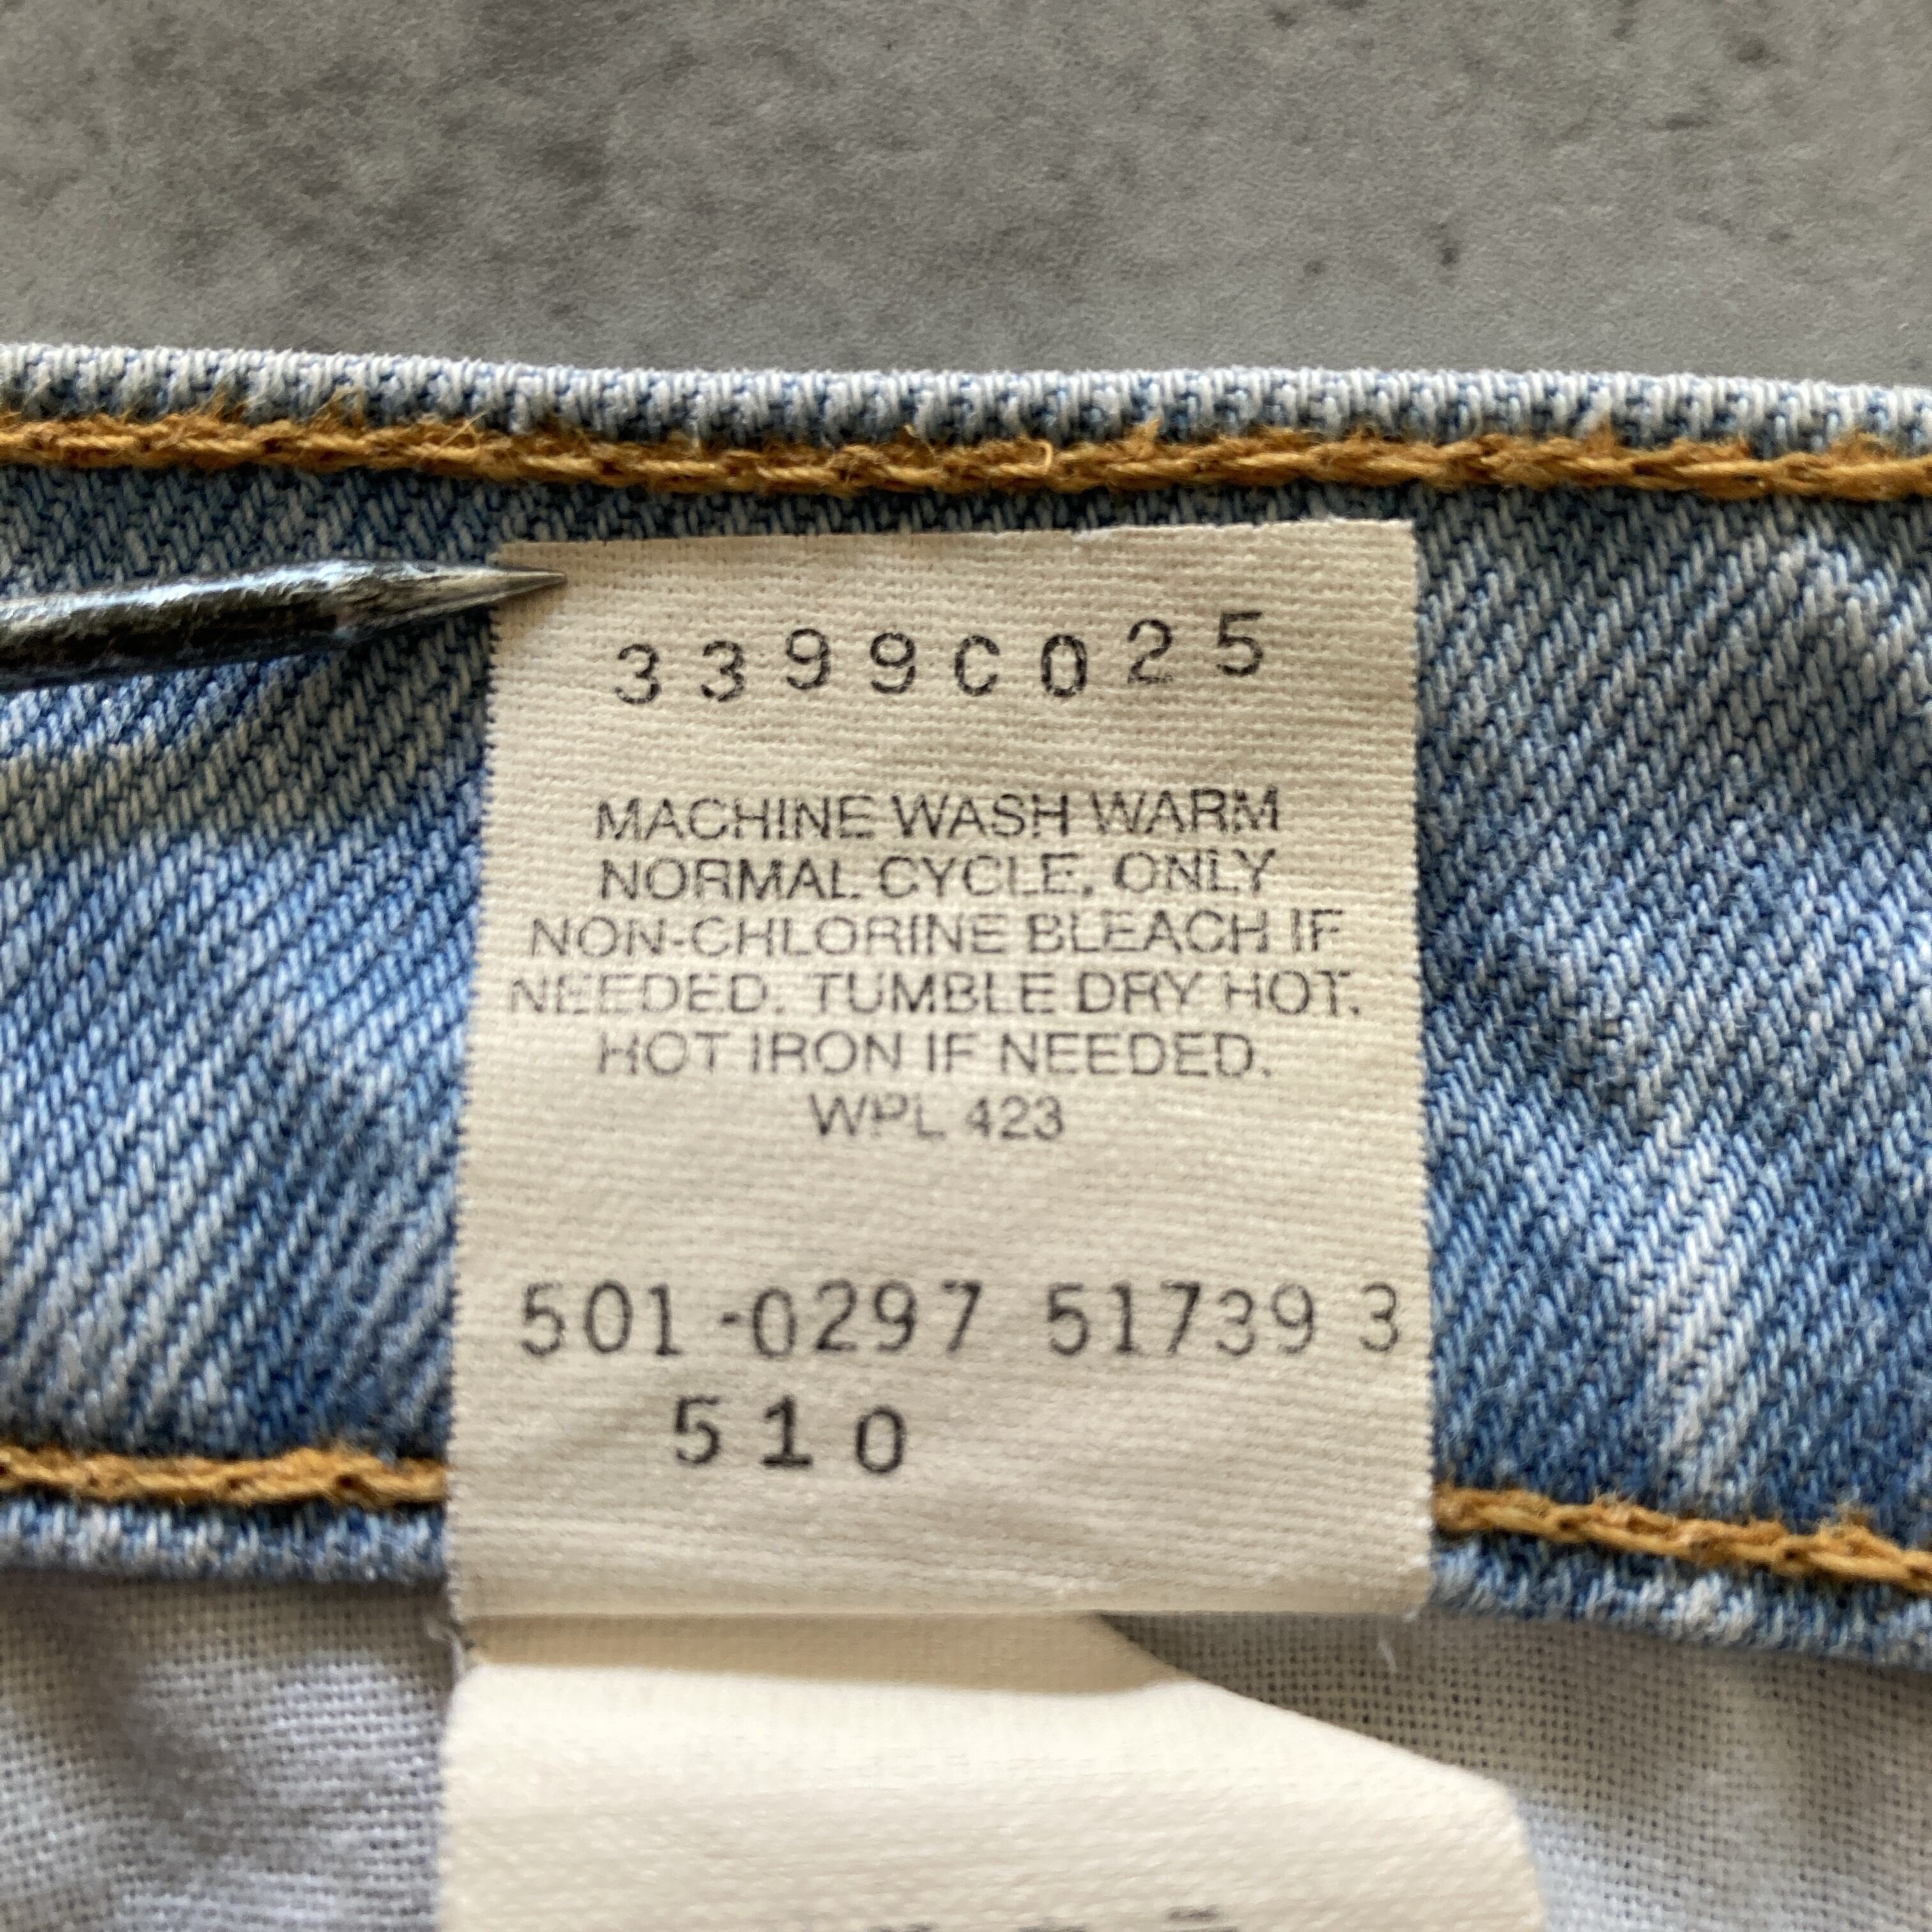 3399C025
MACHINE WASH WARM
NORMAL CYCLE, ONLY
NON-CHLORINE BLEACH IF
NEEDED. TUMBLE DRY HOT.
HOT IRON IF NEEDED.
WPL 423
501-0297 51739 3
510